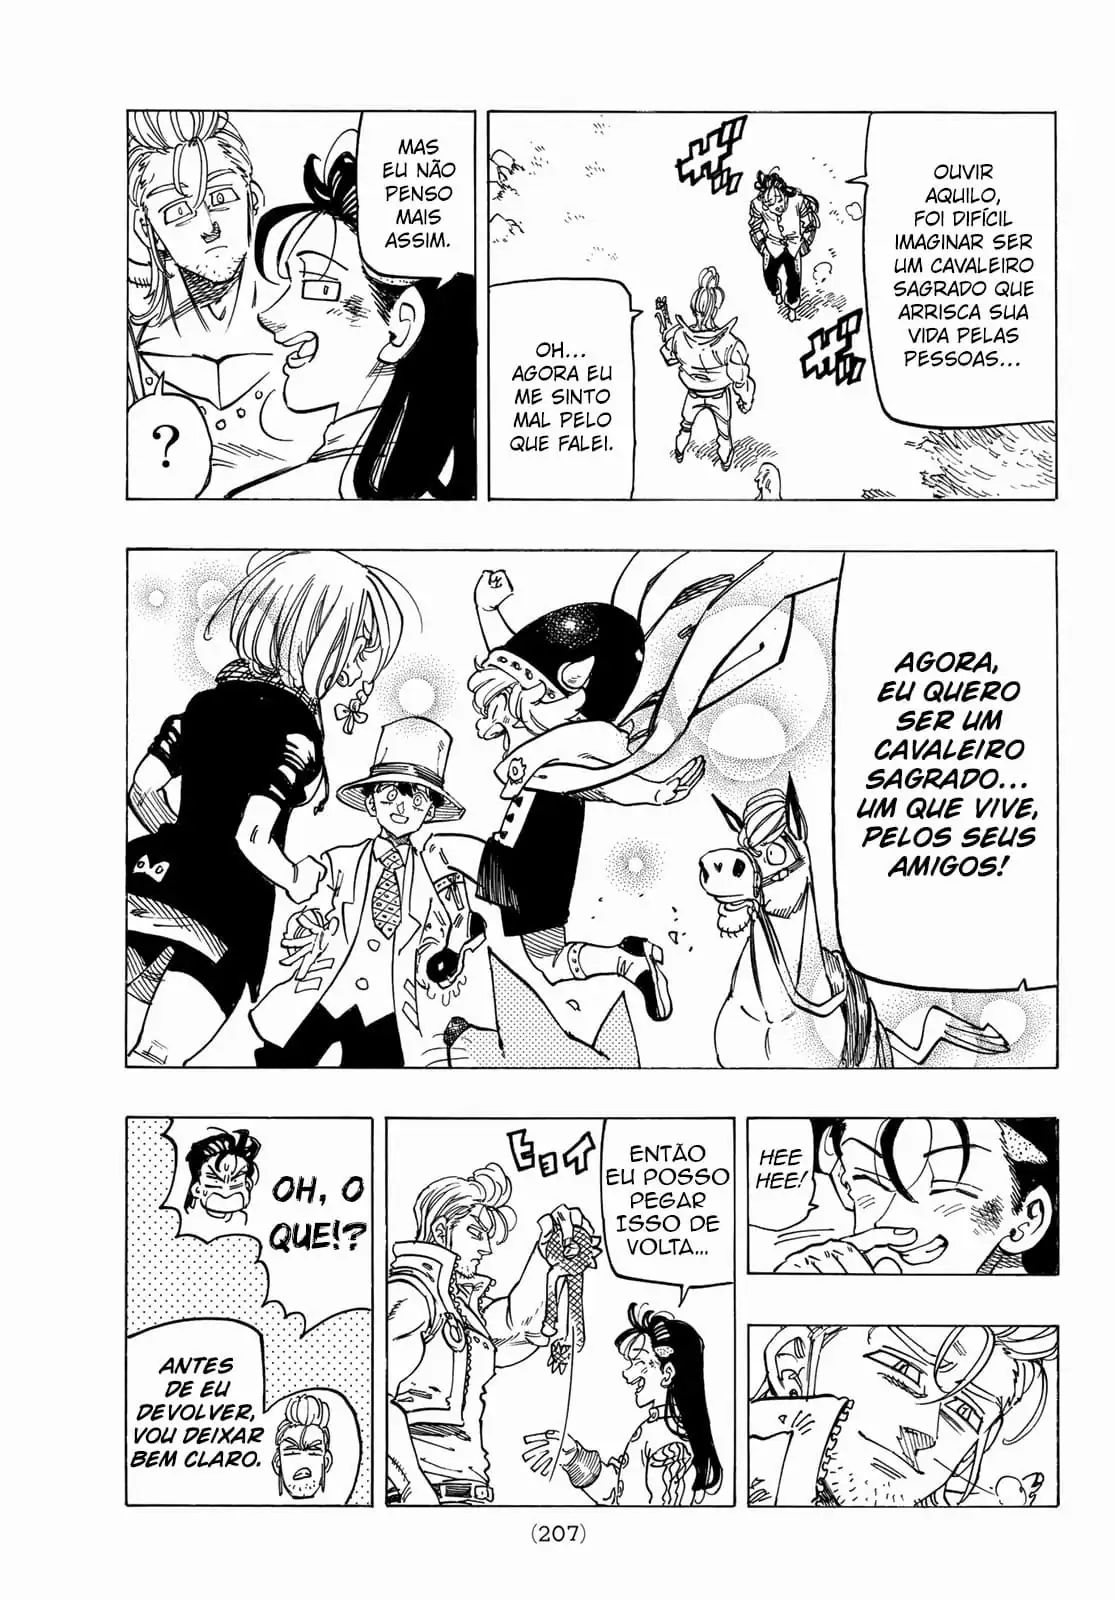 OUVIR
AQUILO,
FOI DIFÍCIL
IMAGINAR SER
UM CAVALEIRO
SAGRADO QUE
ARRISCA SUA
VIDA PELAS
PESSOAS...
OH...
AGORA EU
ME SINTO
MAL PELO
QUE FALEI.
MAS
EU NÃO
PENSO
MAIS
ASSIM.
?
AGORA,
EU QUERO
SER UM
CAVALEIRO
SAGRADO...
UM QUE VIVE,
PELOS SEUS
AMIGOS!
HEE
HEE!
ENTÃO
EU POSSO
PEGAR
ISSO DE
VOLTA...
ヒョイ
OH, O
QUE!?
ANTES
DE EU
DEVOLVER,
VOU DEIXAR
BEM CLARO.
(207)